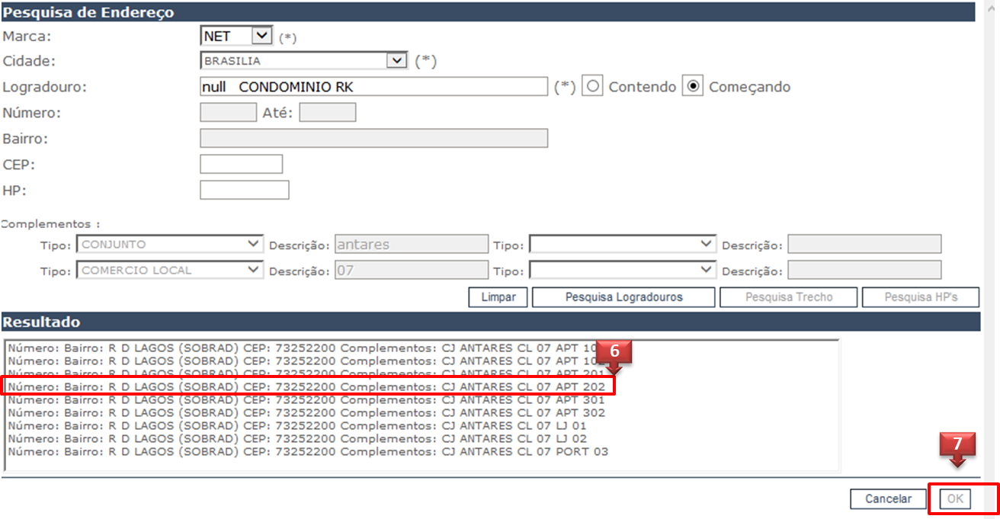 Pesquisa de Endereço
Marca: NET (*)
Cidade: BRASILIA (*)
Logradouro: null CONDOMINIO RK (*) Contendo Começando
Número: Até:
Bairro:
CEP:
HP:
Complementos :
Tipo: CONJUNTO Descrição: antares Tipo: Descrição:
Tipo: COMERCIO LOCAL Descrição: 07 Tipo: Descrição:
Limpar Pesquisa Logradouros Pesquisa Trecho Pesquisa HP's
Resultado
Número: Bairro: R D LAGOS (SOBRAD) CEP: 73252200 Complementos: CJ ANTARES CL 07 APT
6
Número: Bairro: R D LAGOS (SOBRAD) CEP: 73252200 Complementos: CJ ANTARES CL 07 APT
Número: Bairro: R D LAGOS (SOBRAD) CEP: 73252200 Complementos: CJ ANTARES CL 07 APT 201
Número: Bairro: R D LAGOS (SOBRAD) CEP: 73252200 Complementos: CJ ANTARES CL 07 APT 202
Número: Bairro: R D LAGOS (SOBRAD) CEP: 73252200 Complementos: CJ ANTARES CL 07 APT 301
Número: Bairro: R D LAGOS (SOBRAD) CEP: 73252200 Complementos: CJ ANTARES CL 07 APT 302
Número: Bairro: R D LAGOS (SOBRAD) CEP: 73252200 Complementos: CJ ANTARES CL 07 LJ 01
Número: Bairro: R D LAGOS (SOBRAD) CEP: 73252200 Complementos: CJ ANTARES CL 07 LJ 02
Número: Bairro: R D LAGOS (SOBRAD) CEP: 73252200 Complementos: CJ ANTARES CL 07 PORT 03
7
Cancelar OK